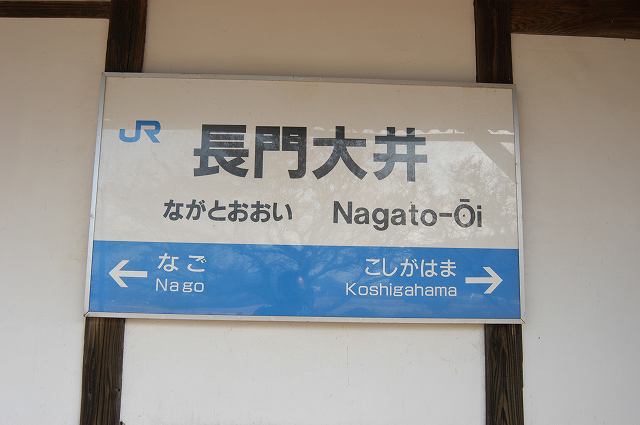 JR
長門大井
ながとおおい Nagato-Ōi
← なご
Nago
こしがはま →
Koshigahama